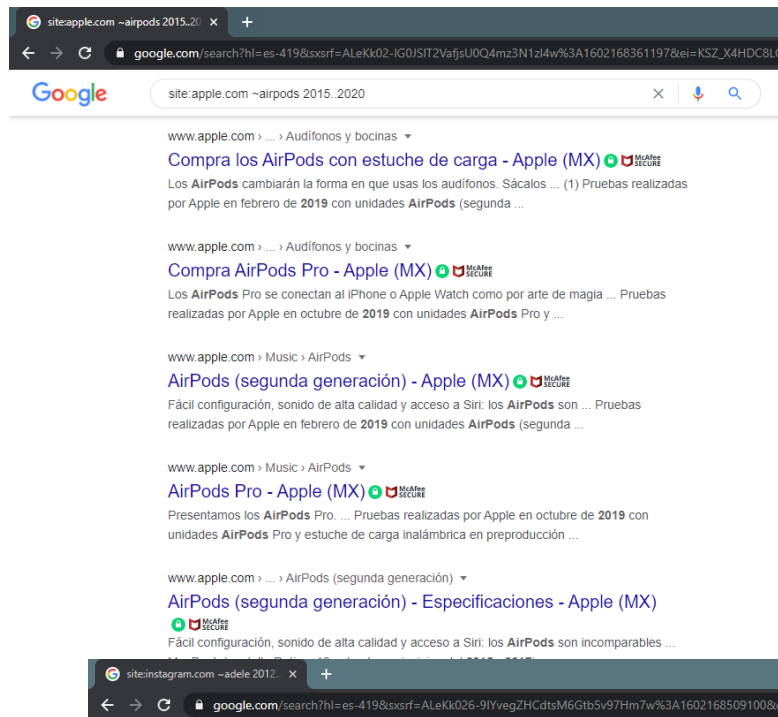 site:apple.com ~airpods 2015..20
google.com/search?hl=es-419&sxsrf=ALeKk02-IG0JSIT2VafjsU0Q4mz3N1zI4w%3A1602168361197&ei=KSZ_X4HDC8L
Google
site:apple.com ~airpods 2015..2020
www.apple.com › ... › Audífonos y bocinas
Compra los AirPods con estuche de carga - Apple (MX) McAfee SECURE
Los AirPods cambiarán la forma en que usas los audífonos. Sácalos ... (1) Pruebas realizadas
por Apple en febrero de 2019 con unidades AirPods (segunda ...
www.apple.com › ... › Audífonos y bocinas
Compra AirPods Pro - Apple (MX) McAfee SECURE
Los AirPods Pro se conectan al iPhone o Apple Watch como por arte de magia ... Pruebas
realizadas por Apple en octubre de 2019 con unidades AirPods Pro y ...
www.apple.com › Music › AirPods
AirPods (segunda generación) - Apple (MX) McAfee SECURE
Fácil configuración, sonido de alta calidad y acceso a Siri: los AirPods son ... Pruebas
realizadas por Apple en febrero de 2019 con unidades AirPods (segunda ...
www.apple.com › Music › AirPods
AirPods Pro - Apple (MX) McAfee SECURE
Presentamos los AirPods Pro. ... Pruebas realizadas por Apple en octubre de 2019 con
unidades AirPods Pro y estuche de carga inalámbrica en preproducción ...
www.apple.com › ... › AirPods (segunda generación)
AirPods (segunda generación) - Especificaciones - Apple (MX)
McAfee SECURE
Fácil configuración, sonido de alta calidad y acceso a Siri: los AirPods son incomparables ...
site:instagram.com ~adele 2012..
google.com/search?hl=es-419&sxsrf=ALeKk026-9IYvegZHCdtsM6Gtb5v97Hm7w%3A1602168509100&